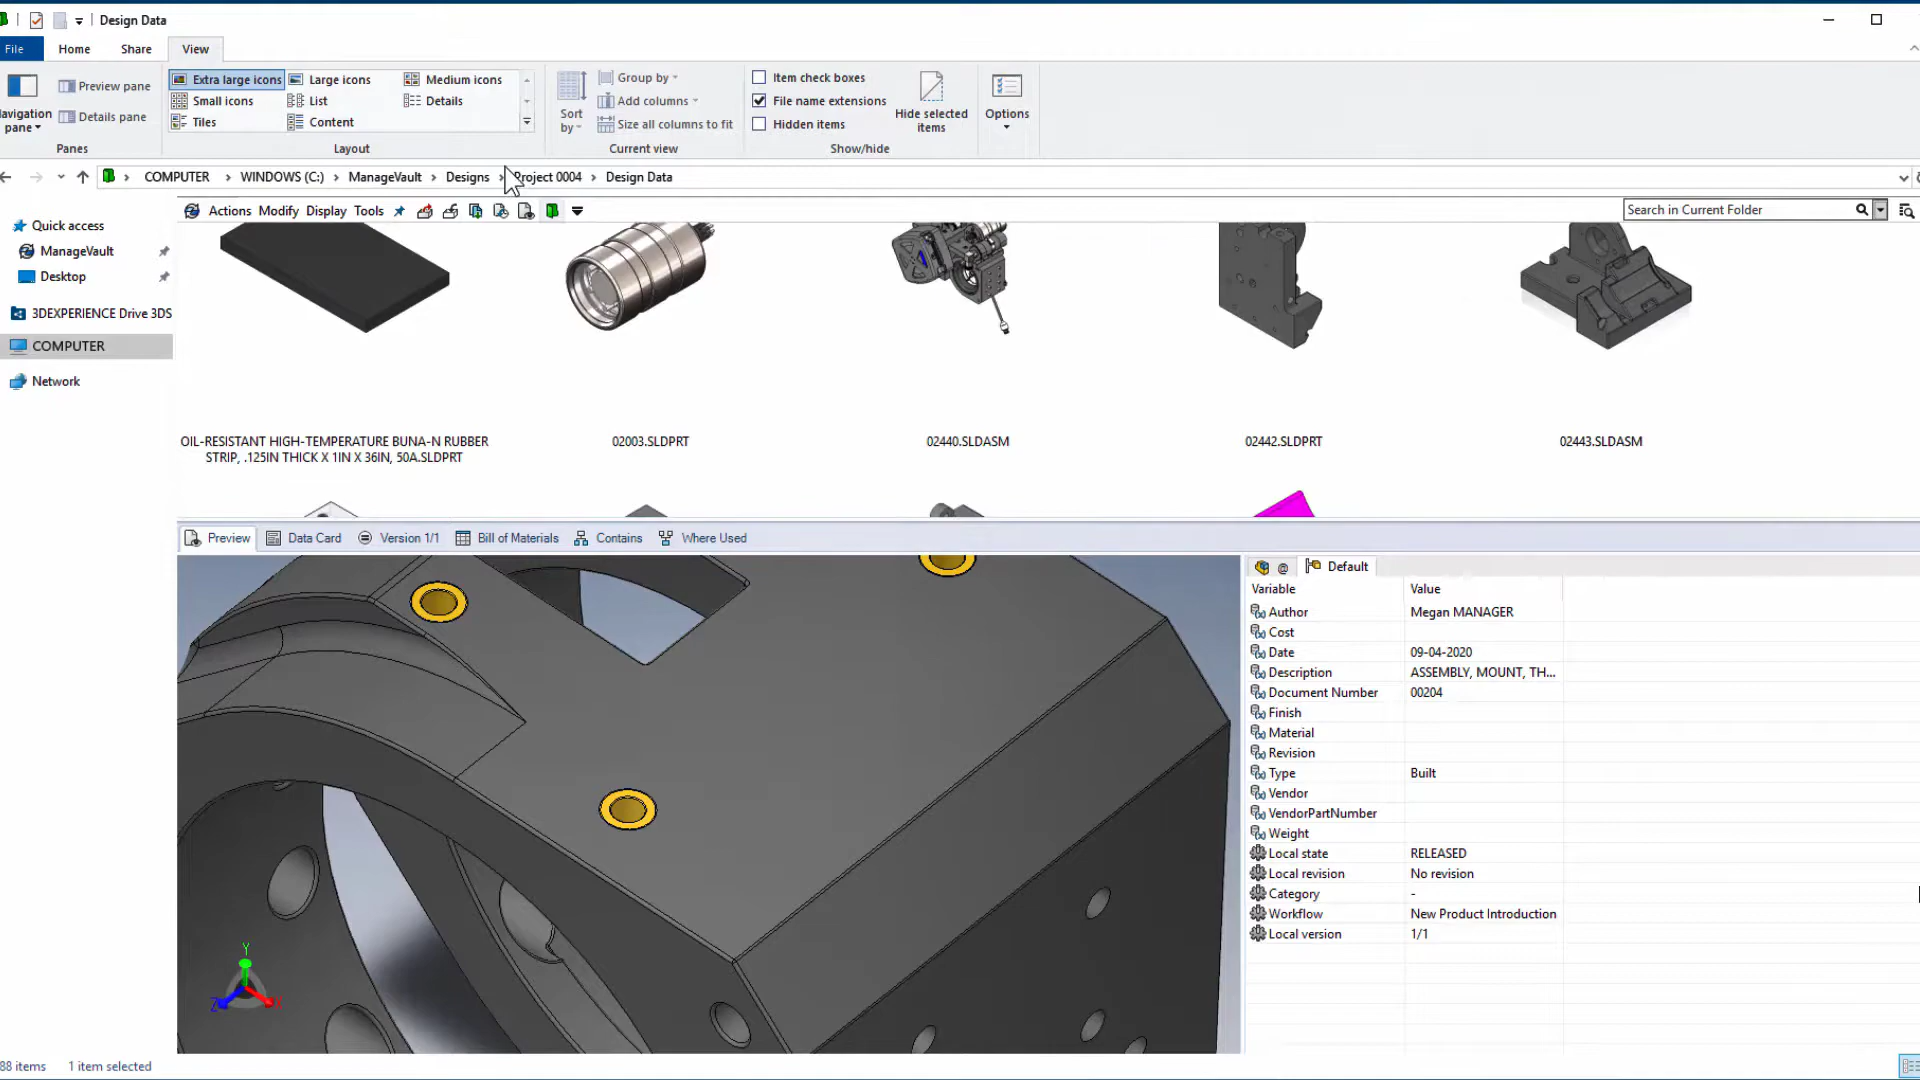 Design Data
File Home Share View
Extra large icons Large icons Medium icons
Small icons List Details
Tiles Content
Preview pane
Details pane
avigation
pane
Panes
Layout
Sort
by
Group by
Add columns
Size all columns to fit
Current view
Item check boxes
File name extensions
Hidden items
Hide selected
items
Show/hide
Options
COMPUTER WINDOWS (C:) ManageVault Designs Project 0004 Design Data
Actions Modify Display Tools
Search in Current Folder
Quick access
ManageVault
Desktop
3DEXPERIENCE Drive 3DS
COMPUTER
Network
OIL-RESISTANT HIGH-TEMPERATURE BUNA-N RUBBER
STRIP, .125IN THICK X 1IN X 36IN, 50A.SLDPRT
02003.SLDPRT
02440.SLDASM
02442.SLDPRT
02443.SLDASM
Preview Data Card Version 1/1 Bill of Materials Contains Where Used
@ Default
Variable Value
Author Megan MANAGER
Cost
Date 09-04-2020
Description ASSEMBLY, MOUNT, TH...
Document Number 00204
Finish
Material
Revision
Type Built
Vendor
VendorPartNumber
Weight
Local state RELEASED
Local revision No revision
Category -
Workflow New Product Introduction
Local version 1/1
Y
Z
X
88 items 1 item selected